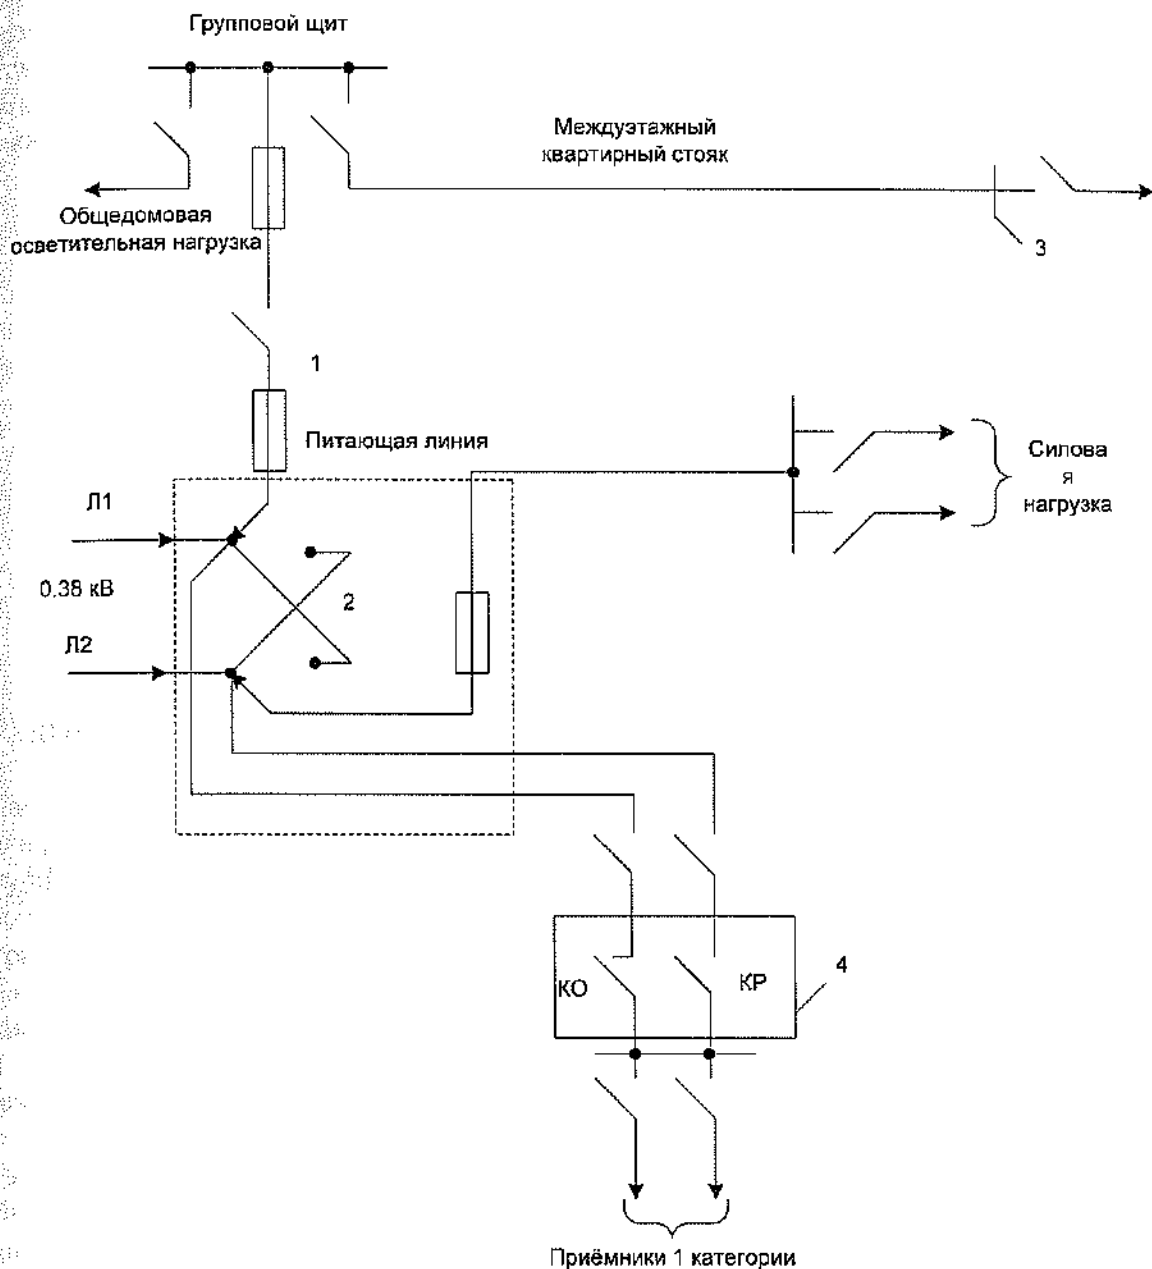 Групповой щит
Междуэтажный
квартирный стояк
Общедомовая
осветительная нагрузка
3
1
Питающая линия
Силова
я
нагрузка
Л1
0.38 кВ
2
Л2
КО
КР
4
Приёмники 1 категории